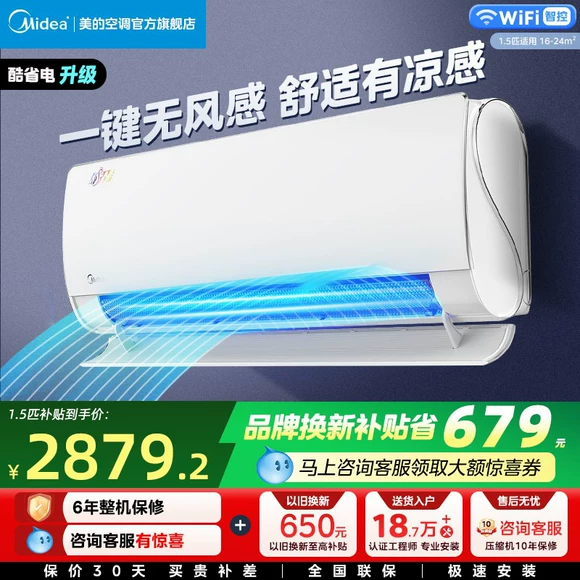 Midea 美的空调官方旗舰店
WiFi 智控
1.5匹适用 16-24m²
酷省电 升级
一键无风感 舒适有凉感
Midea
1.5匹补贴到手价:
¥2879.2
品牌换新补贴省679元
马上咨询客服领取大额惊喜券
6年整机保修
咨询客服有惊喜
+
以旧换新
650元
以旧换新至高补贴
送货入户
18.7万+
认证工程师 专业安装
售后无忧
10
咨询客服
压缩机10年保修
保价30天 买贵补差 | 全国联保 | 极速安装